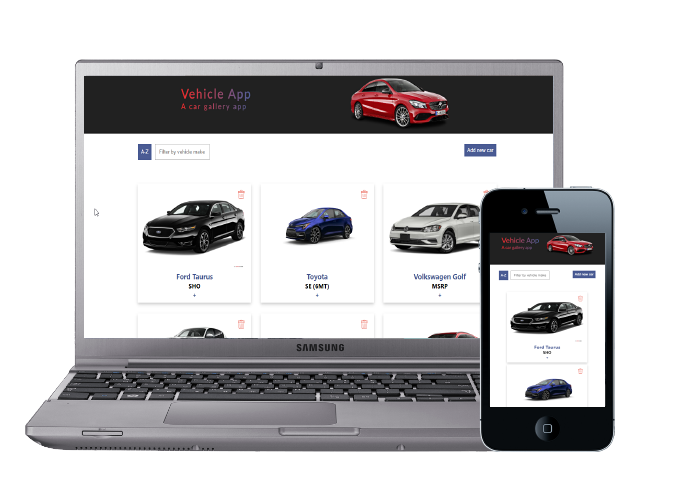 Vehicle App
A car gallery app
A-Z
Filter by vehicle make
Add new car
Ford Taurus
SHO
+
Toyota
SE (6MT)
+
Volkswagen Golf
MSRP
+
SAMSUNG
Vehicle App
A car gallery app
A-Z
Filter by vehicle make
Add new car
Ford Taurus
SHO
+